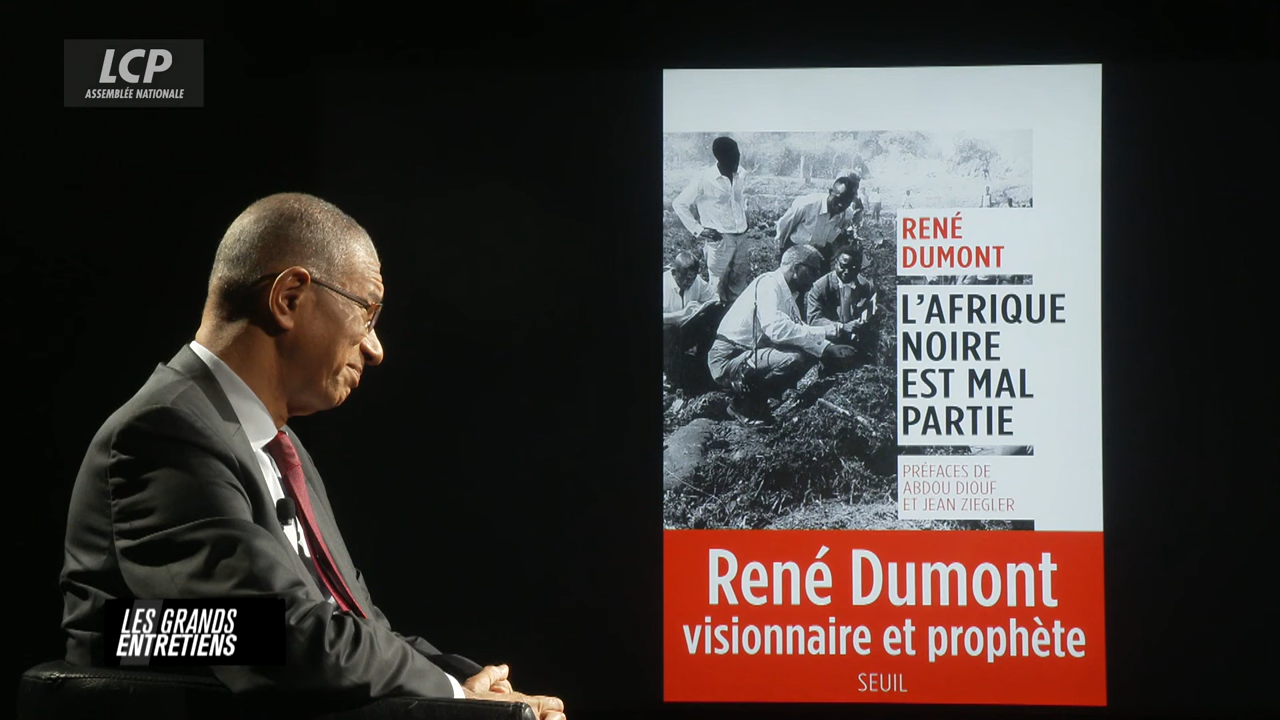 LCP
ASSEMBLÉE NATIONALE
RENÉ
DUMONT
L'AFRIQUE
NOIRE
EST MAL
PARTIE
PRÉFACES DE
ABDOU DIOUF
ET JEAN ZIEGLER
René Dumont
visionnaire et prophète
SEUIL
LES GRANDS
ENTRETIENS